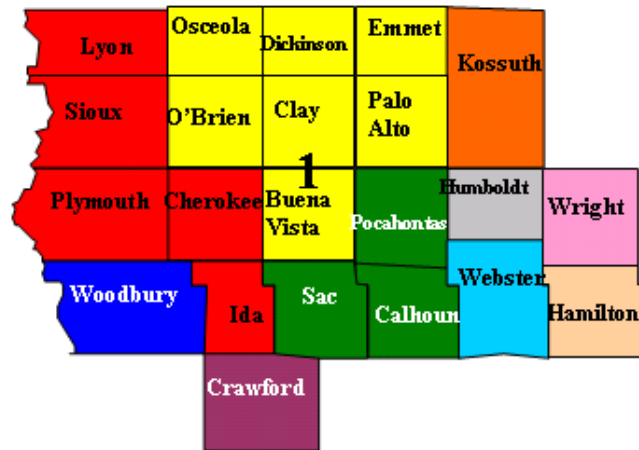 Lyon
Osceola
Dickinson
Emmet
Kossuth
Sioux
O'Brien
Clay
Palo
Alto
1
Plymouth
Cherokee
Buena
Vista
Pocahontas
Humboldt
Wright
Woodbury
Ida
Sac
Calhoun
Webster
Hamilton
Crawford